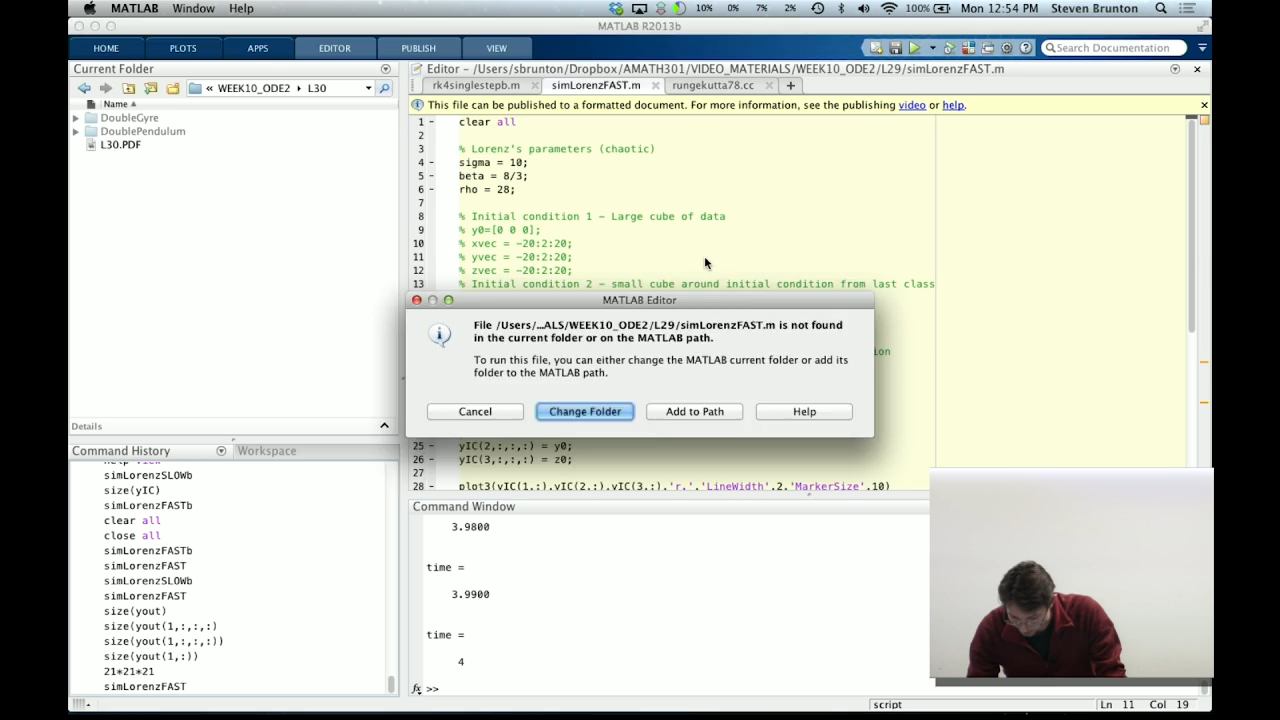 MATLAB Window Help 10% 0% 7% 2% 100% Mon 12:54 PM Steven Brunton
MATLAB R2013b
HOME PLOTS APPS EDITOR PUBLISH VIEW Search Documentation
Current Folder
« WEEK10_ODE2 ▸ L30
Name
DoubleGyre
DoublePendulum
L30.PDF
Details
Command History Workspace
simLorenzSLOWb
size(yIC)
simLorenzFASTb
clear all
close all
simLorenzFASTb
simLorenzFAST
simLorenzSLOWb
simLorenzFAST
size(yout)
size(yout(1,:,:,:)
size(yout(1,:,:,:))
size(yout(1,:))
21*21*21
simLorenzFAST
Editor – /Users/sbrunton/Dropbox/AMATH301/VIDEO_MATERIALS/WEEK10_ODE2/L29/simLorenzFAST.m
rk4singlestepb.m simLorenzFAST.m rungekutta78.cc
This file can be published to a formatted document. For more information, see the publishing video or help.
1 – clear all
2
3 % Lorenz's parameters (chaotic)
4 – sigma = 10;
5 – beta = 8/3;
6 – rho = 28;
7
8 % Initial condition 1 – Large cube of data
9 % y0=[0 0 0];
10 % xvec = -20:2:20;
11 % yvec = -20:2:20;
12 % zvec = -20:2:20;
13 % Initial condition 2 – small cube around initial condition from last class
MATLAB Editor
File /Users/...ALS/WEEK10_ODE2/L29/simLorenzFAST.m is not found
in the current folder or on the MATLAB path.
To run this file, you can either change the MATLAB current folder or add its
folder to the MATLAB path.
Cancel Change Folder Add to Path Help
25 – yIC(2,:,:,:) = y0;
26 – yIC(3,:,:,:) = z0;
27
28 – plot3(yIC(1,:),yIC(2,:),yIC(3,:),'r.','LineWidth',2,'MarkerSize',10)
Command Window
3.9800
time =
3.9900
time =
4
fx >>
script Ln 11 Col 19